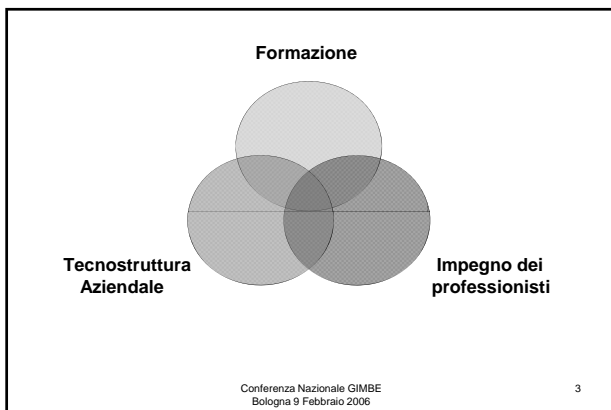 Formazione
Tecnostruttura
Aziendale
Impegno dei
professionisti
Conferenza Nazionale GIMBE
Bologna 9 Febbraio 2006
3